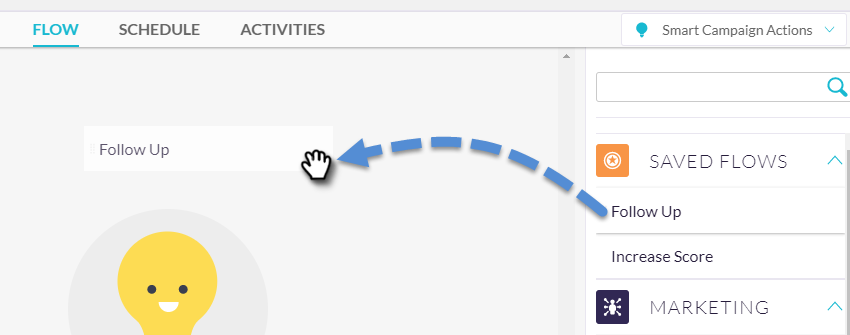 FLOW SCHEDULE ACTIVITIES Smart Campaign Actions
Follow Up
SAVED FLOWS
Follow Up
Increase Score
MARKETING